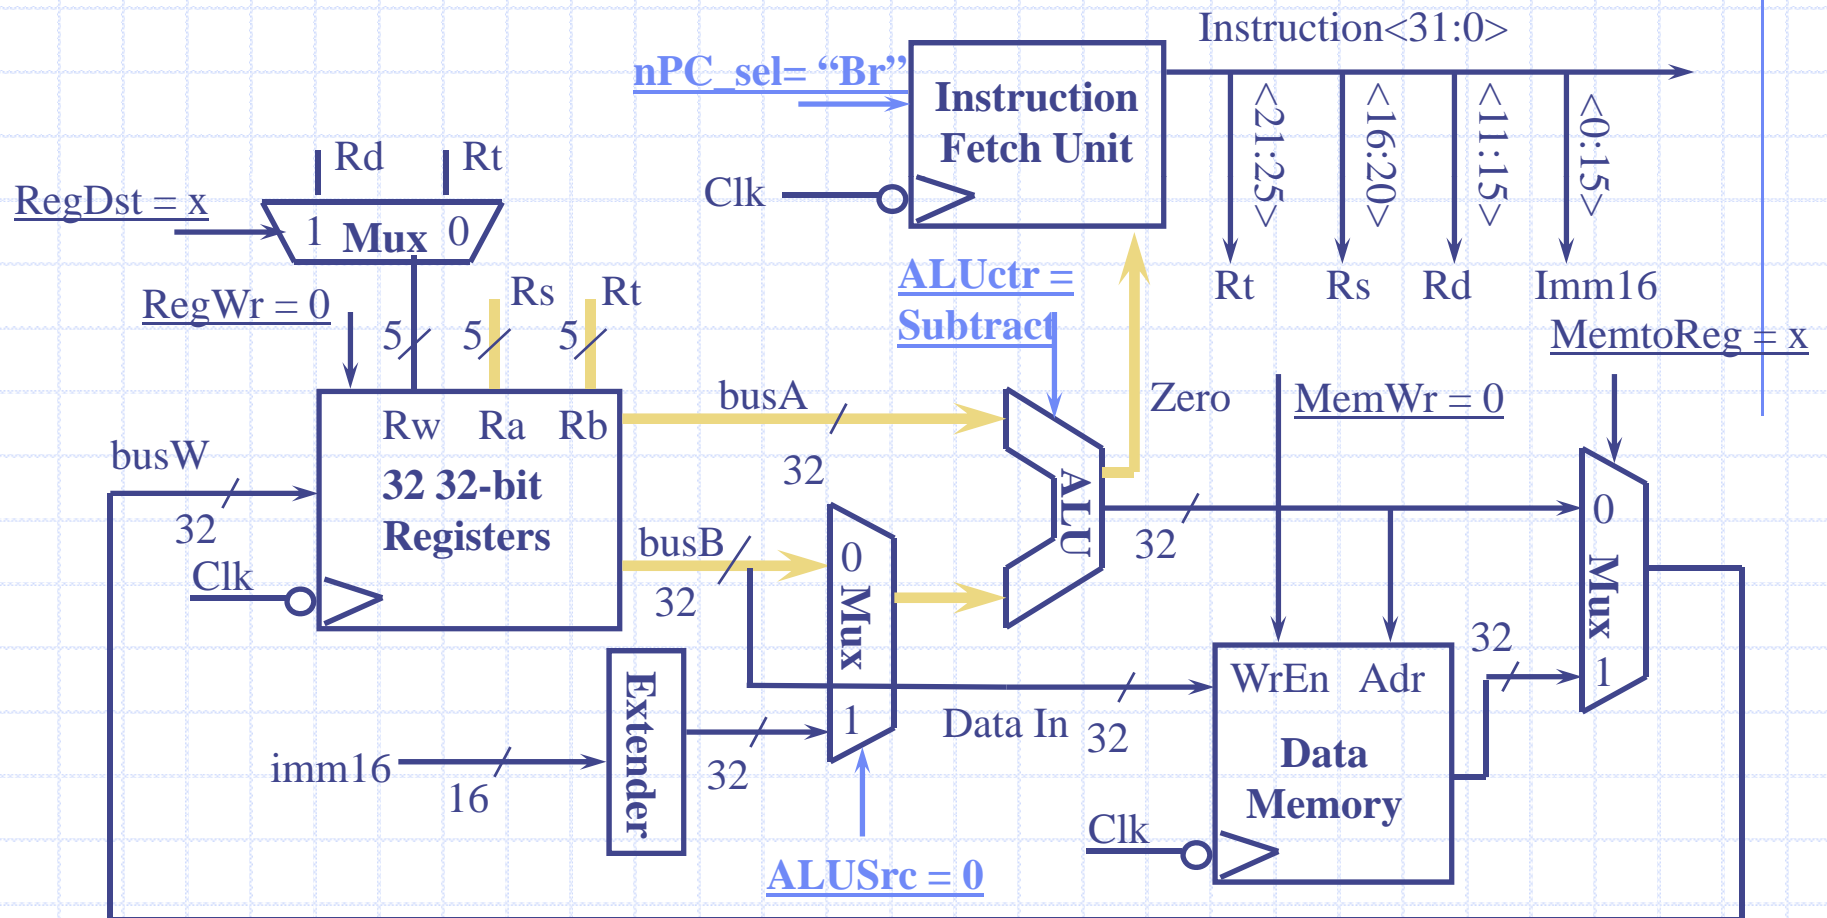 Instruction<31:0>
nPC_sel= “Br”
Instruction
Fetch Unit
<21:25>
<16:20>
<11:15>
<0:15>
Rd
Rt
Clk
RegDst = x
1
Mux
0
ALUctr =
Subtract
Rt
Rs
Rd
Imm16
Rs
Rt
RegWr = 0
5
5
5
MemtoReg = x
busA
Zero
MemWr = 0
Rw
Ra
Rb
busW
32
32 32-bit
Registers
32
ALU
0
Mux
1
32
busB
0
Mux
1
32
32
Clk
WrEn
Adr
Extender
Data In
32
Data
Memory
imm16
16
32
Clk
ALUSrc = 0